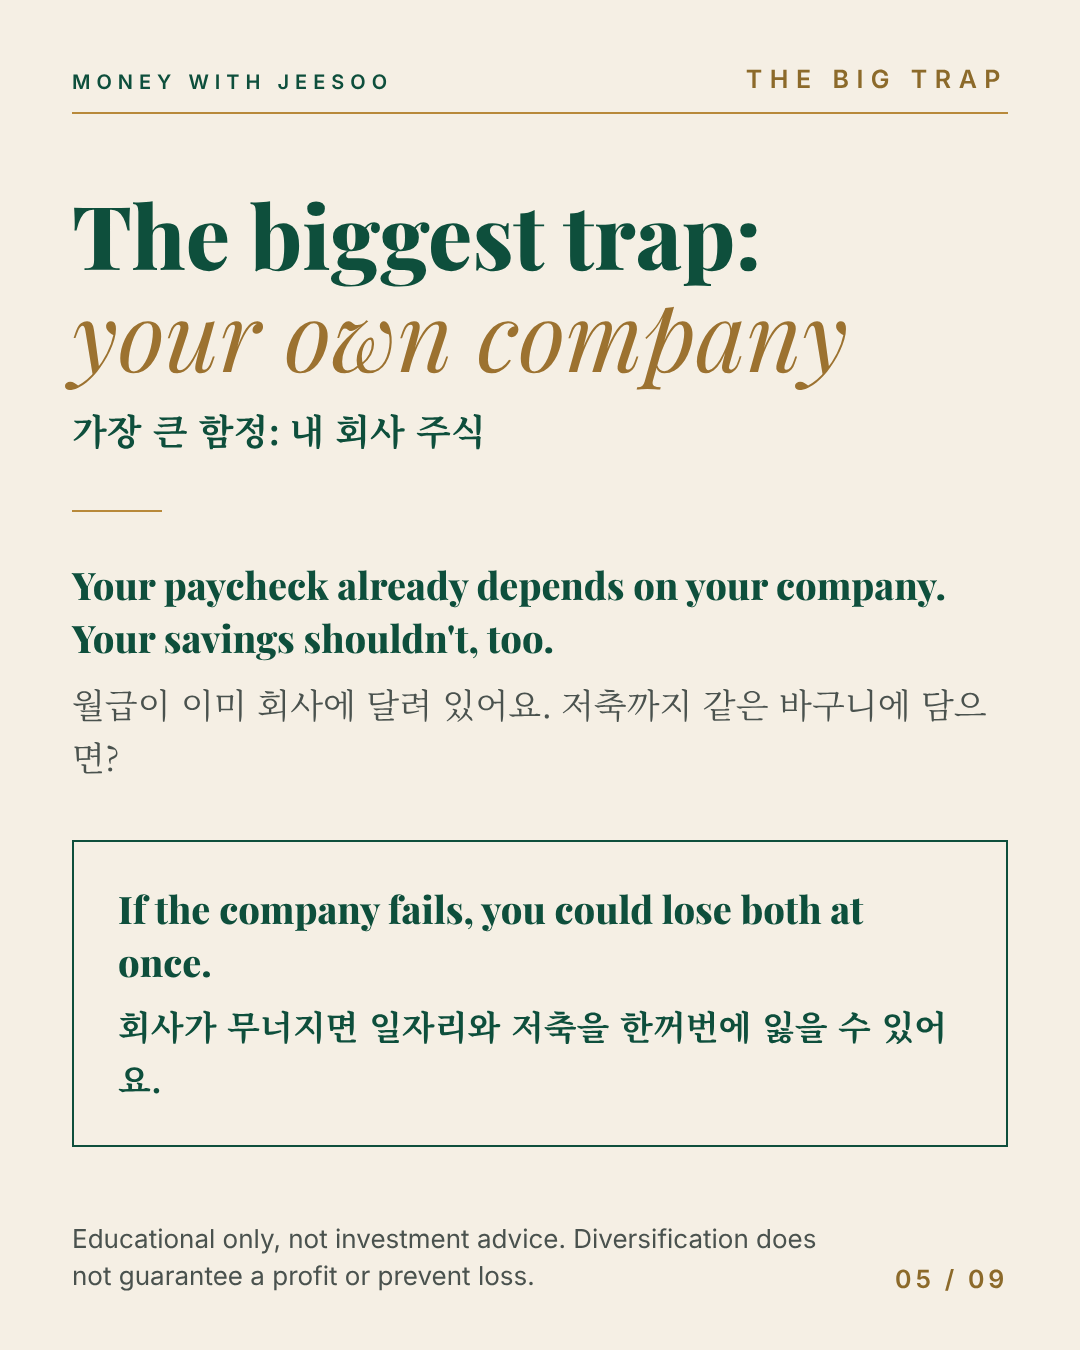 MONEY WITH JEESOO
THE BIG TRAP
The biggest trap:
your own company
가장 큰 함정: 내 회사 주식
Your paycheck already depends on your company.
Your savings shouldn't, too.
월급이 이미 회사에 달려 있어요. 저축까지 같은 바구니에 담으
면?
If the company fails, you could lose both at
once.
회사가 무너지면 일자리와 저축을 한꺼번에 잃을 수 있어
요.
Educational only, not investment advice. Diversification does
not guarantee a profit or prevent loss.
05 / 09